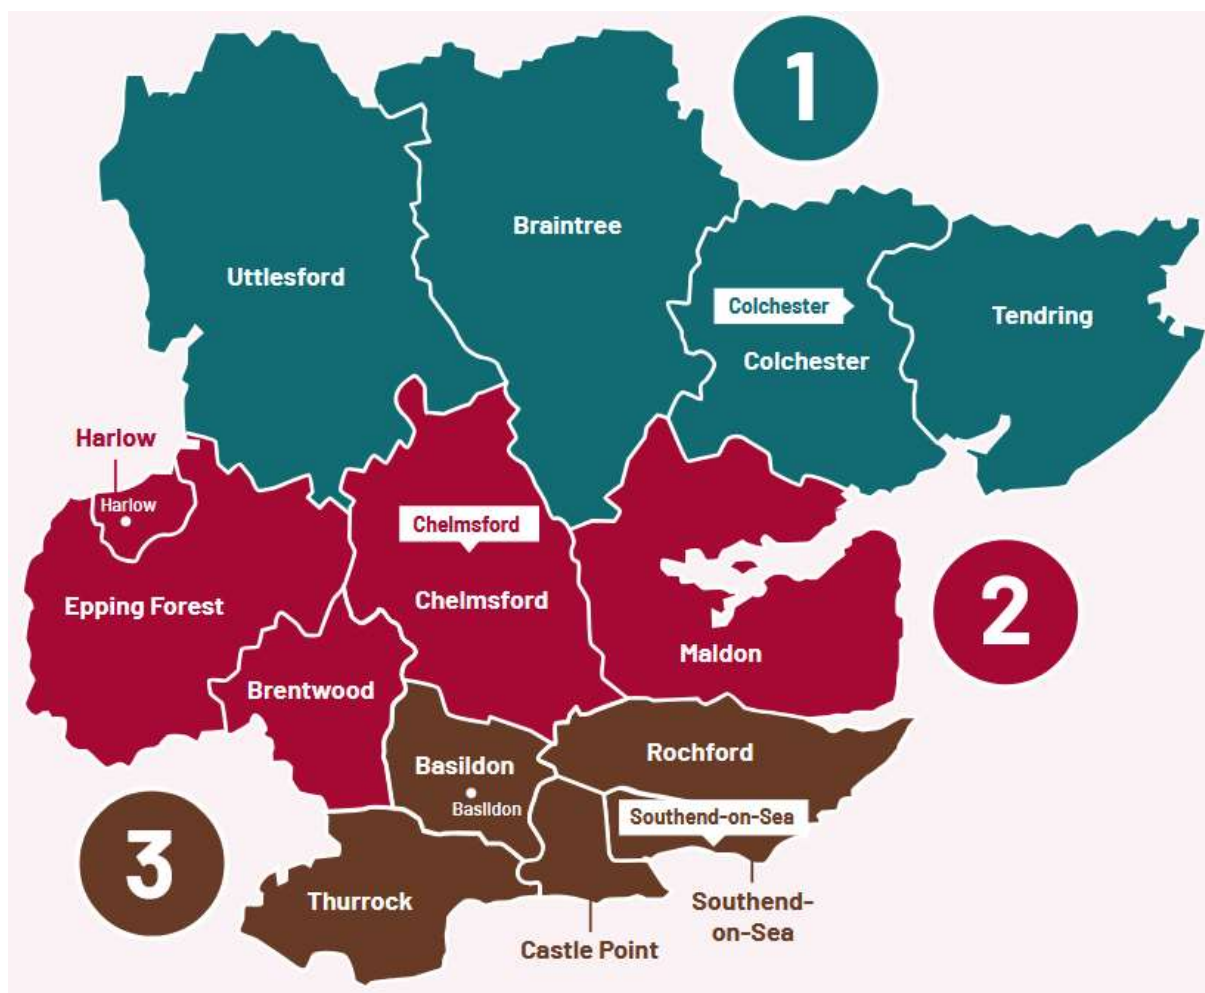 1
Braintree
Uttlesford
Colchester
Tendring
Colchester
Harlow
Harlow
Chelmsford
Chelmsford
Epping Forest
2
Maldon
Brentwood
Rochford
Basildon
Basildon
Southend-on-Sea
3
Thurrock
Southend-
on-Sea
Castle Point